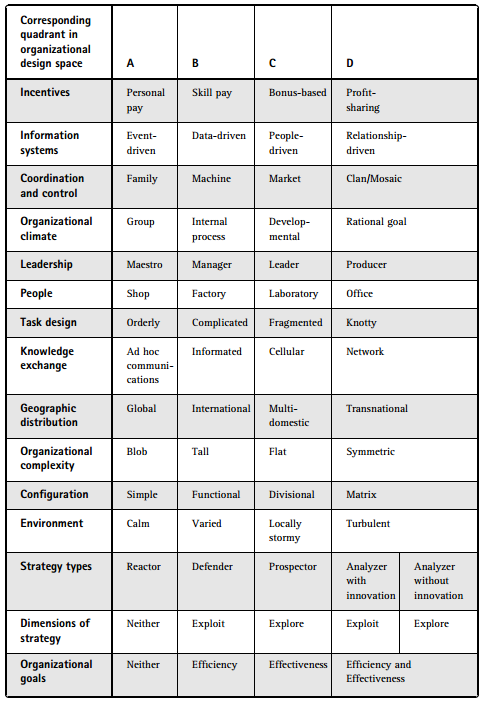 Corresponding
quadrant in
organizational
design space A B C D
Incentives Personal pay Skill pay Bonus-based Profit-sharing
Information systems Event-driven Data-driven People-driven Relationship-driven
Coordination and control Family Machine Market Clan/Mosaic
Organizational climate Group Internal process Develop-mental Rational goal
Leadership Maestro Manager Leader Producer
People Shop Factory Laboratory Office
Task design Orderly Complicated Fragmented Knotty
Knowledge exchange Ad hoc communi-cations Informated Cellular Network
Geographic distribution Global International Multi-domestic Transnational
Organizational complexity Blob Tall Flat Symmetric
Configuration Simple Functional Divisional Matrix
Environment Calm Varied Locally stormy Turbulent
Strategy types Reactor Defender Prospector Analyzer with innovation Analyzer without innovation
Dimensions of strategy Neither Exploit Explore Exploit Explore
Organizational goals Neither Efficiency Effectiveness Efficiency and Effectiveness